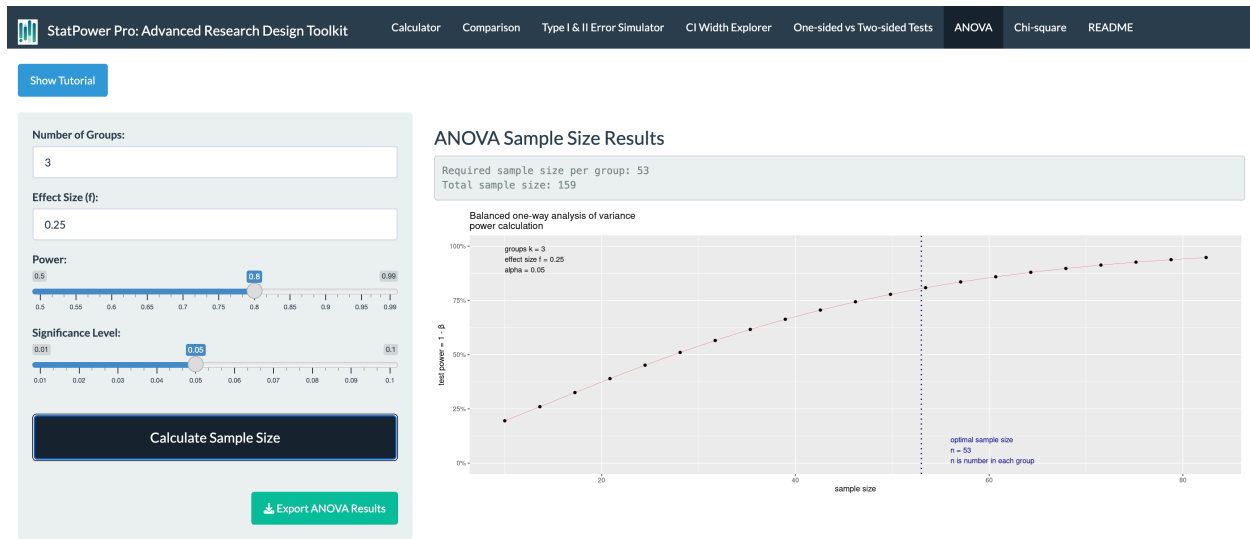 StatPower Pro: Advanced Research Design Toolkit
Calculator
Comparison
Type I & II Error Simulator
CI Width Explorer
One-sided vs Two-sided Tests
ANOVA
Chi-square
README
Show Tutorial
Number of Groups:
3
Effect Size (f):
0.25
Power:
0.5 0.8 0.99
0.5 0.55 0.6 0.65 0.7 0.75 0.8 0.85 0.9 0.95 0.99
Significance Level:
0.01 0.05 0.1
0.01 0.02 0.03 0.04 0.05 0.06 0.07 0.08 0.09 0.1
Calculate Sample Size
Export ANOVA Results
ANOVA Sample Size Results
Required sample size per group: 53
Total sample size: 159
Balanced one-way analysis of variance
power calculation
groups k = 3
effect size f = 0.25
alpha = 0.05
100%
75%
50%
25%
0%
test power = 1 - β
optimal sample size
n = 53
n is number in each group
20 40 60 80
sample size